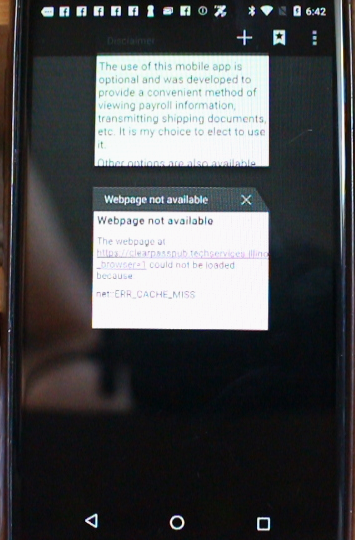 6:42
Disclaimer
The use of this mobile app is
optional and was developed to
provide a convenient method of
viewing payroll information,
transmitting shipping documents,
etc. It is my choice to elect to use
it.
Other options are also available
Webpage not available
Webpage not available
The webpage at
https://clearpasspub.techservices.illino
_browser=1 could not be loaded
because:
net::ERR_CACHE_MISS